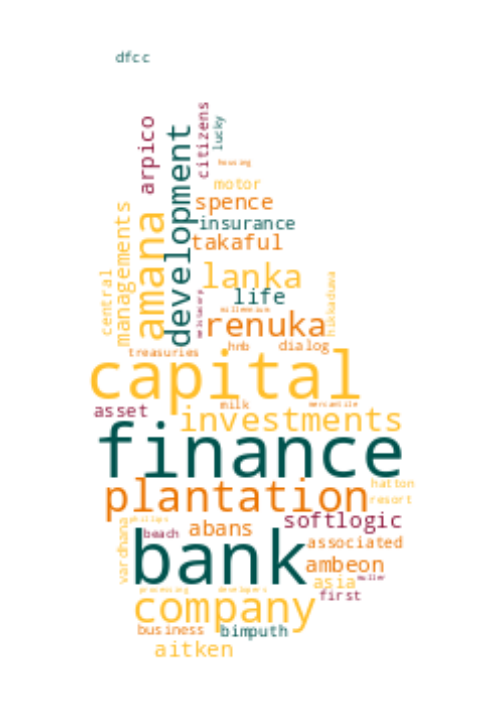 dfcc
arpico
citizens
lucky
development
housing
motor
spence
managements
amana
insurance
takaful
central
lanka
life
hikkaduwa
millennium
renuka
treasuries
hnb
dialog
capital
asset
milk
mercantile
investments
finance
plantation
hatton
resort
softlogic
vardhana
phillips
abans
beach
associated
bank
ambeon
asia
muller
processing
developers
first
company
business
bimputh
aitken